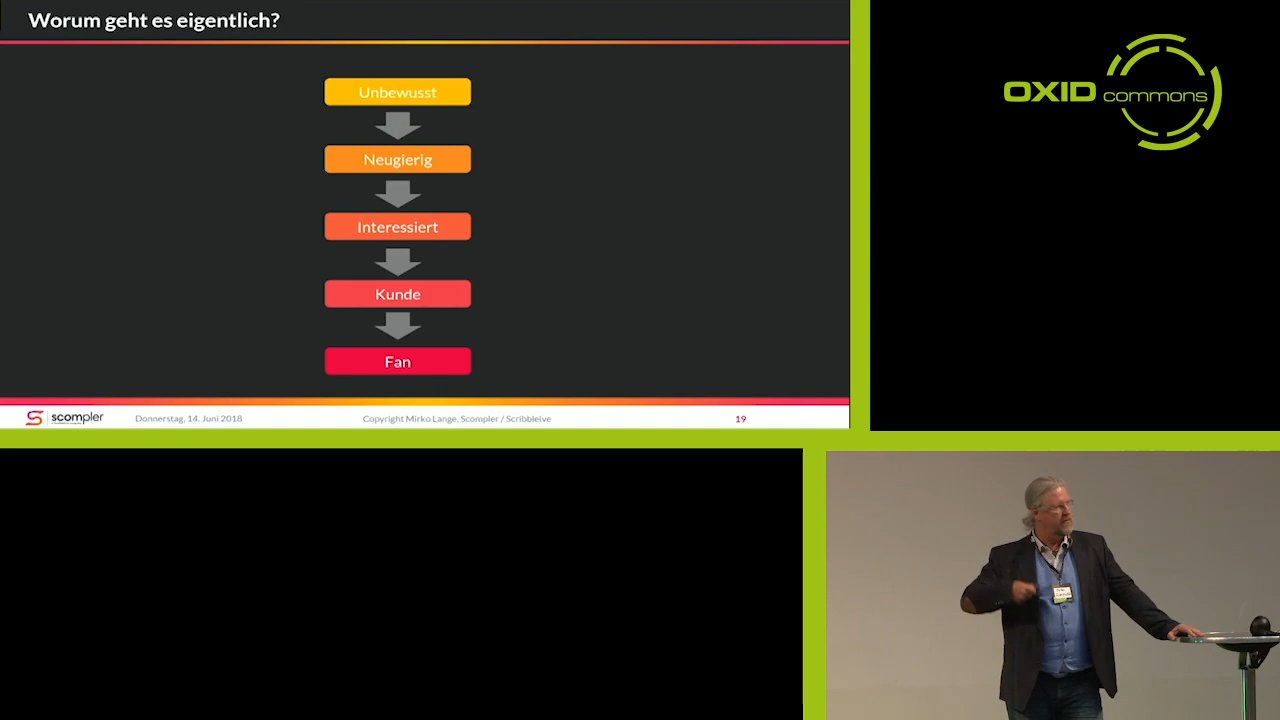 Worum geht es eigentlich?
Unbewusst
Neugierig
Interessiert
Kunde
Fan
scompler
Donnerstag, 14. Juni 2018
Copyright Mirko Lange, Scompler / Scribbleive
19
OXID commons